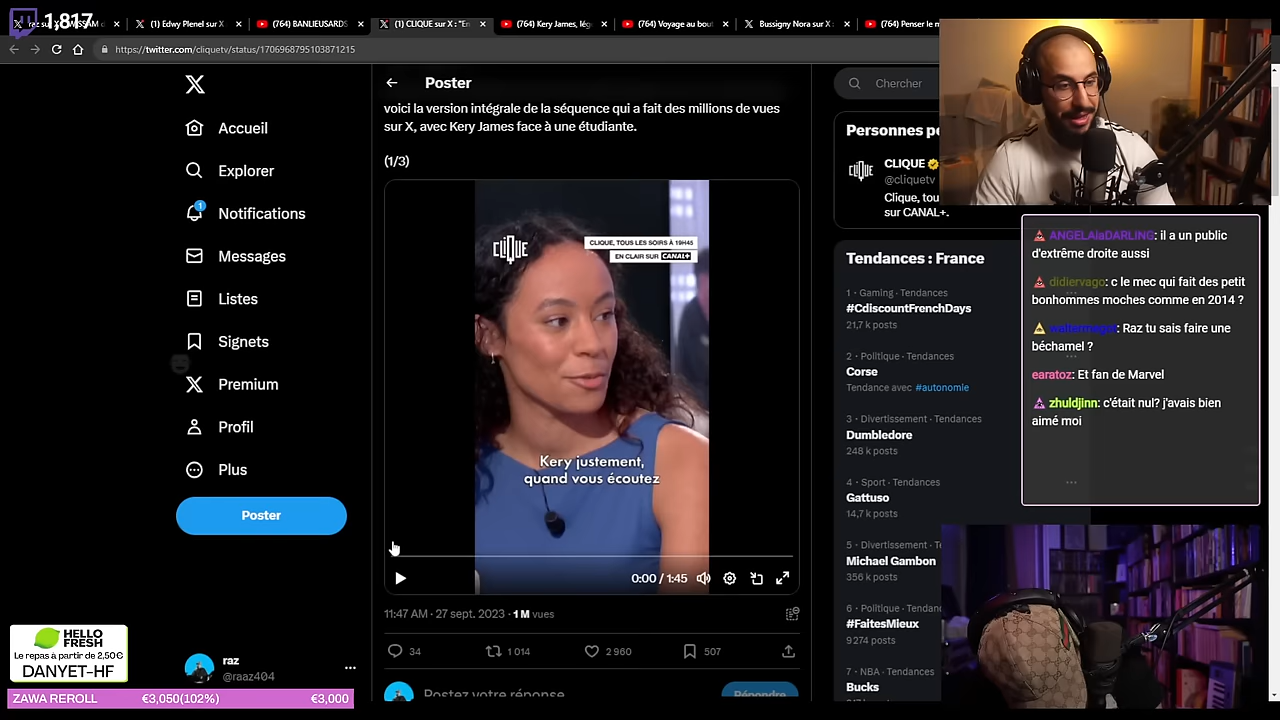 1,817
(1) Edwy Plenel sur X
(764) BANLIEUSARDS
(1) CLIQUE sur X : "En
(764) Kery James, lé
(764) Voyage au bout
Bussigny Nora sur X
(764) Penser le m
https://twitter.com/cliquetv/status/1706968795103871215
Accueil
Explorer
1
Notifications
Messages
Listes
Signets
Premium
Profil
Plus
Poster
raz
@raaz404
HELLO
FRESH
Le repas à partir de 2,50€
DANYET-HF
ZAWA REROLL €3,050(102%) €3,000
Poster
voici la version intégrale de la séquence qui a fait des millions de vues
sur X, avec Kery James face à une étudiante.
(1/3)
CLIQUE
CLIQUE, TOUS LES SOIRS À 19H45
EN CLAIR SUR CANAL+
Kery justement,
quand vous écoutez
0:00 / 1:45
11:47 AM · 27 sept. 2023 · 1 M vues
34
1 014
2 960
507
Postez votre réponse
Répondre
Chercher
Personnes pe
CLIQUE
@cliquetv
Clique, tou
sur CANAL+.
Tendances : France
1 · Gaming · Tendances
#CdiscountFrenchDays
21,7 k posts
2 · Politique · Tendances
Corse
Tendance avec #autonomie
3 · Divertissement · Tendances
Dumbledore
248 k posts
4 · Sport · Tendances
Gattuso
14,7 k posts
5 · Divertissement · T
Michael Gambon
356 k posts
6 · Politique · Tendanc
#FaitesMieux
9 274 posts
7 · NBA · Tendances
Bucks
ANGELAiaDARLING: il a un public
d'extrême droite aussi
didiervago: c le mec qui fait des petit
bonhommes moches comme en 2014 ?
Raz tu sais faire une
béchamel ?
earatoz: Et fan de Marvel
zhuldjinn: c'était nul? j'avais bien
aimé moi